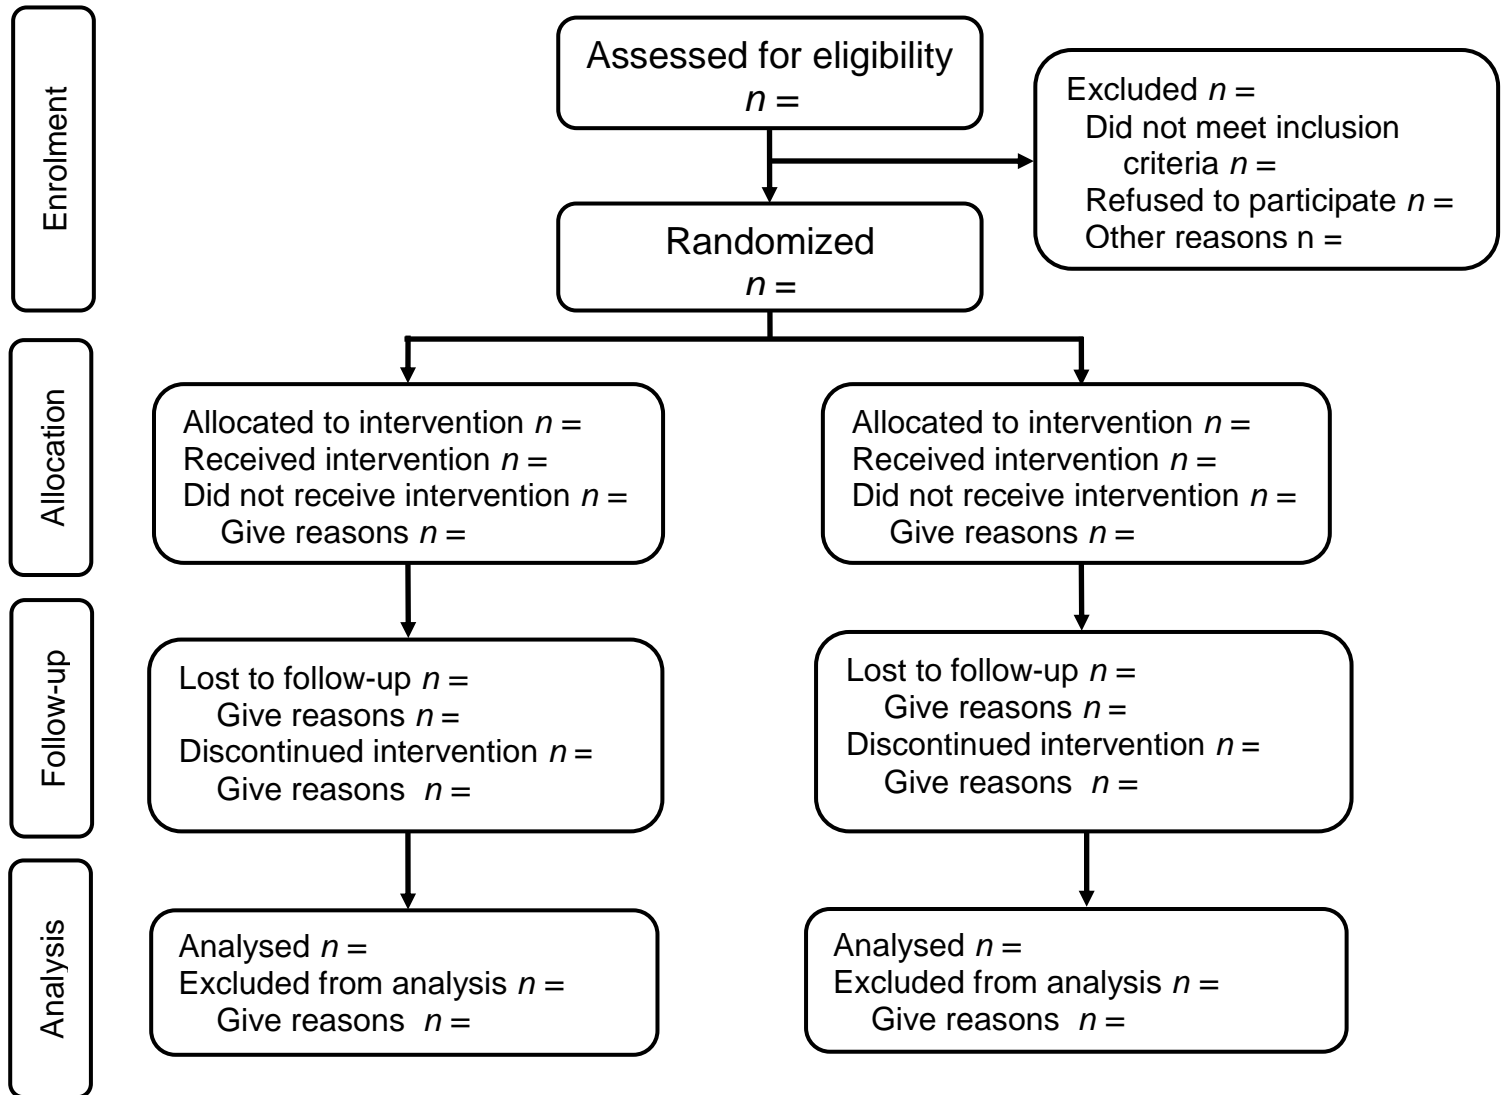 Enrolment
Assessed for eligibility
n =
Excluded n =
Did not meet inclusion
criteria n =
Refused to participate n =
Other reasons n =
Randomized
n =
Allocation
Allocated to intervention n =
Received intervention n =
Did not receive intervention n =
Give reasons n =
Allocated to intervention n =
Received intervention n =
Did not receive intervention n =
Give reasons n =
Follow-up
Lost to follow-up n =
Give reasons n =
Discontinued intervention n =
Give reasons n =
Lost to follow-up n =
Give reasons n =
Discontinued intervention n =
Give reasons n =
Analysis
Analysed n =
Excluded from analysis n =
Give reasons n =
Analysed n =
Excluded from analysis n =
Give reasons n =